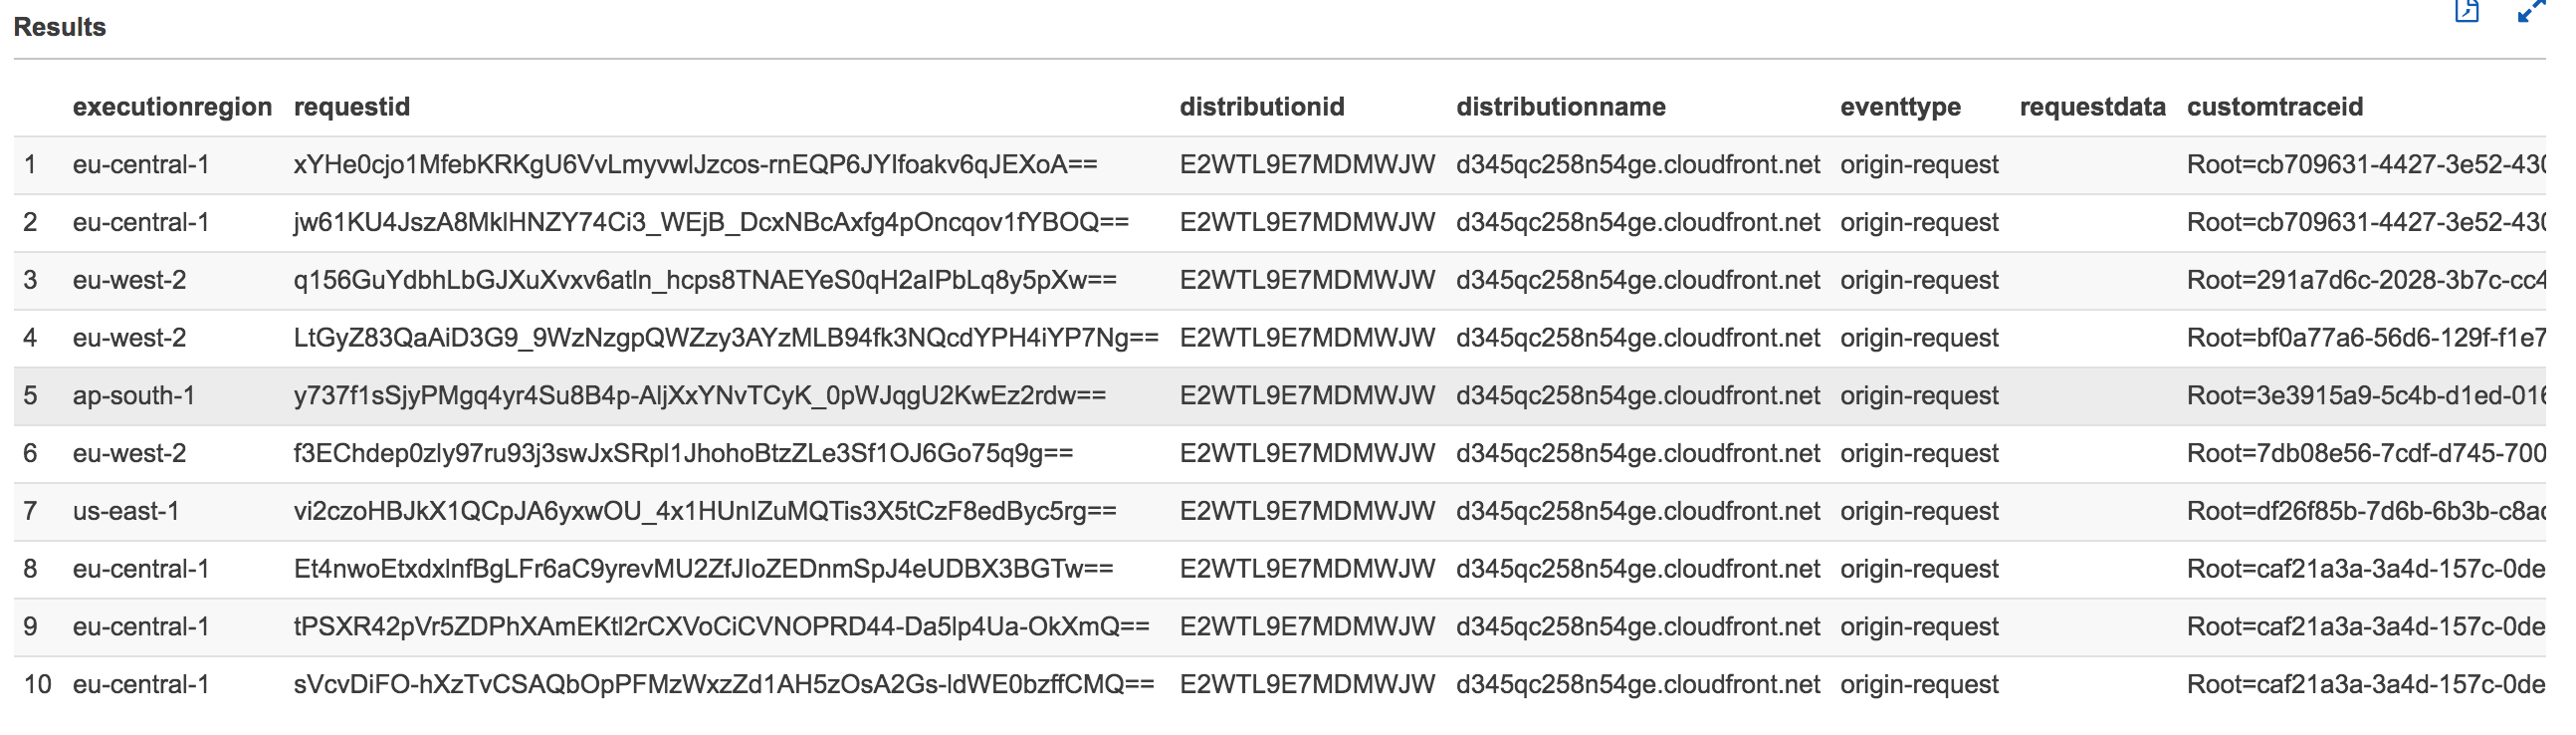 Results
executionregion requestid distributionid distributionname eventtype requestdata customtraceid
1 eu-central-1 xYHe0cjo1MfebKRKgU6VvLmyvwlJzcos-rnEQP6JYIfoakv6qJEXoA== E2WTL9E7MDMWJW d345qc258n54ge.cloudfront.net origin-request Root=cb709631-4427-3e52-430
2 eu-central-1 jw61KU4JszA8MklHNZY74Ci3_WEjB_DcxNBcAxfg4pOncqov1fYBOQ== E2WTL9E7MDMWJW d345qc258n54ge.cloudfront.net origin-request Root=cb709631-4427-3e52-430
3 eu-west-2 q156GuYdbhLbGJXuXvxv6atln_hcps8TNAEYeS0qH2aIPbLq8y5pXw== E2WTL9E7MDMWJW d345qc258n54ge.cloudfront.net origin-request Root=291a7d6c-2028-3b7c-cc4
4 eu-west-2 LtGyZ83QaAiD3G9_9WzNzgpQWZzy3AYzMLB94fk3NQcdYPH4iYP7Ng== E2WTL9E7MDMWJW d345qc258n54ge.cloudfront.net origin-request Root=bf0a77a6-56d6-129f-f1e7
5 ap-south-1 y737f1sSjyPMgq4yr4Su8B4p-AljXxYNvTCyK_0pWJqgU2KwEz2rdw== E2WTL9E7MDMWJW d345qc258n54ge.cloudfront.net origin-request Root=3e3915a9-5c4b-d1ed-016
6 eu-west-2 f3EChdep0zly97ru93j3swJxSRpl1JhohoBtzZLe3Sf1OJ6Go75q9g== E2WTL9E7MDMWJW d345qc258n54ge.cloudfront.net origin-request Root=7db08e56-7cdf-d745-700
7 us-east-1 vi2czoHBJkX1QCpJA6yxwOU_4x1HUnIZuMQTis3X5tCzF8edByc5rg== E2WTL9E7MDMWJW d345qc258n54ge.cloudfront.net origin-request Root=df26f85b-7d6b-6b3b-c8ac
8 eu-central-1 Et4nwoEtxdxlnfBgLFr6aC9yrevMU2ZfJIoZEDnmSpJ4eUDBX3BGTw== E2WTL9E7MDMWJW d345qc258n54ge.cloudfront.net origin-request Root=caf21a3a-3a4d-157c-0de
9 eu-central-1 tPSXR42pVr5ZDPhXAmEKtl2rCXVoCiCVNOPRD44-Da5lp4Ua-OkXmQ== E2WTL9E7MDMWJW d345qc258n54ge.cloudfront.net origin-request Root=caf21a3a-3a4d-157c-0de
10 eu-central-1 sVcvDiFO-hXzTvCSAQbOpPFMzWxzZd1AH5zOsA2Gs-ldWE0bzffCMQ== E2WTL9E7MDMWJW d345qc258n54ge.cloudfront.net origin-request Root=caf21a3a-3a4d-157c-0de